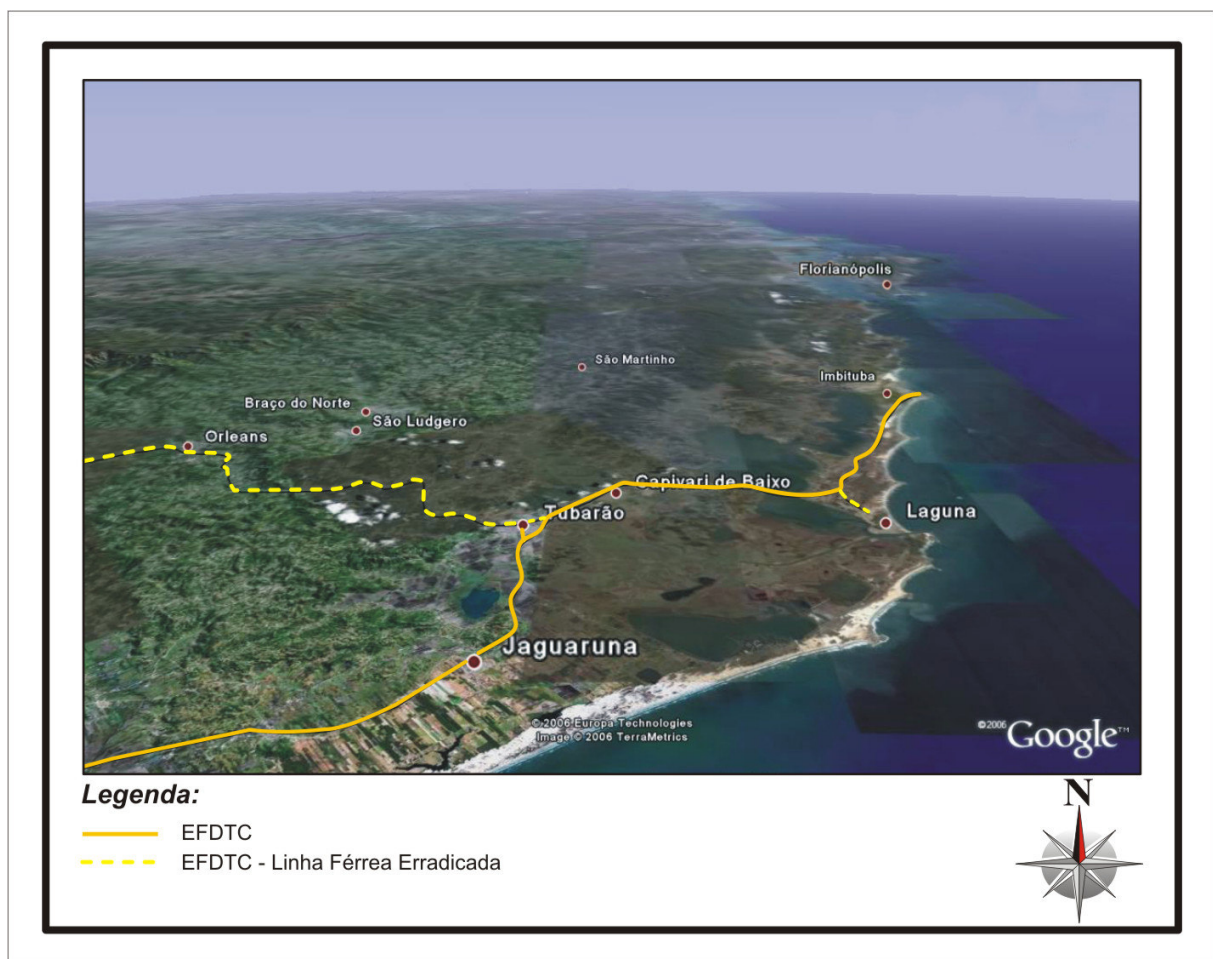 Florianópolis
São Martinho
Imbituba
Braço do Norte
São Ludgero
Orleans
Capivari de Baixo
Tubarão
Laguna
Jaguaruna
© 2006 Europa Technologies
Image © 2006 TerraMetrics
©2006 Google™
Legenda:
N
EFDTC
EFDTC - Linha Férrea Erradicada